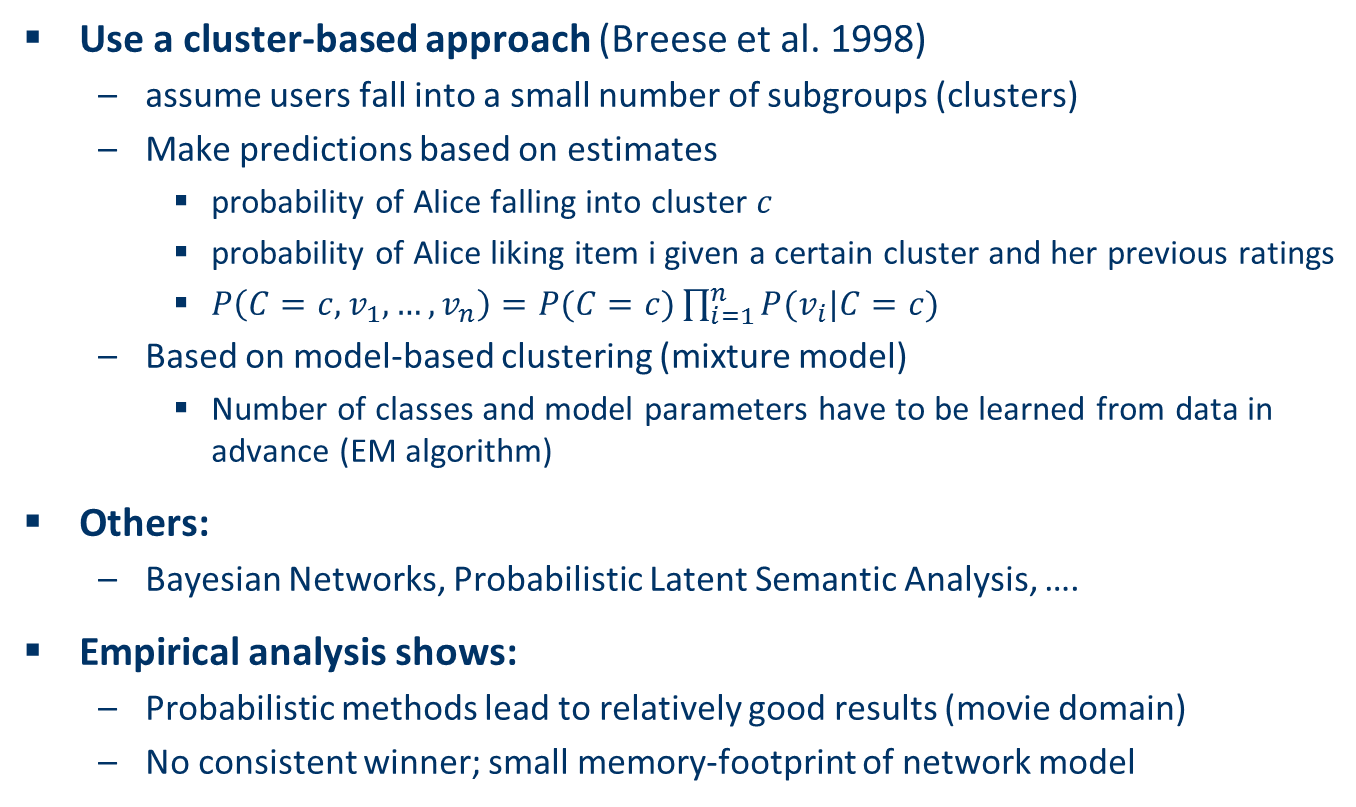 ▪ Use a cluster-based approach (Breese et al. 1998)
– assume users fall into a small number of subgroups (clusters)
– Make predictions based on estimates
▪ probability of Alice falling into cluster c
▪ probability of Alice liking item i given a certain cluster and her previous ratings
▪ P(C = c, v₁, … , vₙ) = P(C = c) ∏ⁿᵢ₌₁ P(vᵢ|C = c)
– Based on model-based clustering (mixture model)
▪ Number of classes and model parameters have to be learned from data in
advance (EM algorithm)
▪ Others:
– Bayesian Networks, Probabilistic Latent Semantic Analysis, ….
▪ Empirical analysis shows:
– Probabilistic methods lead to relatively good results (movie domain)
– No consistent winner; small memory-footprint of network model